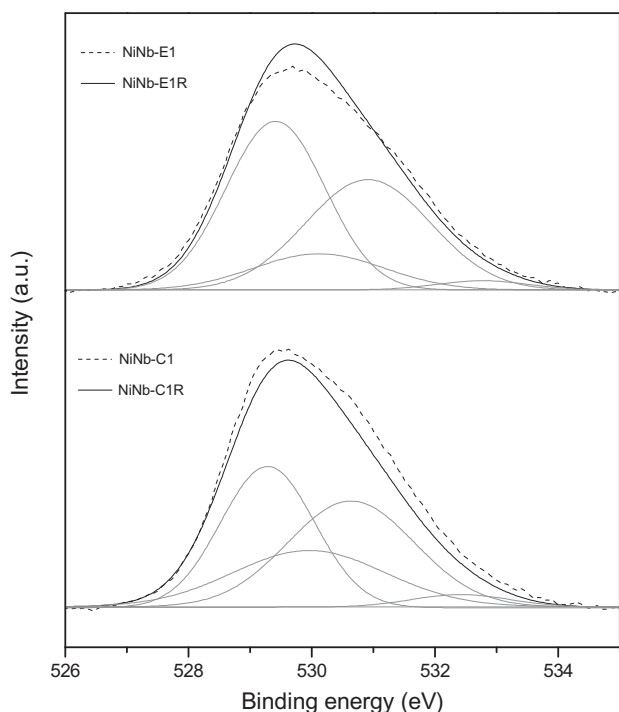 NiNb-E1
NiNb-E1R
NiNb-C1
NiNb-C1R
Intensity (a.u.)
526 528 530 532 534
Binding energy (eV)